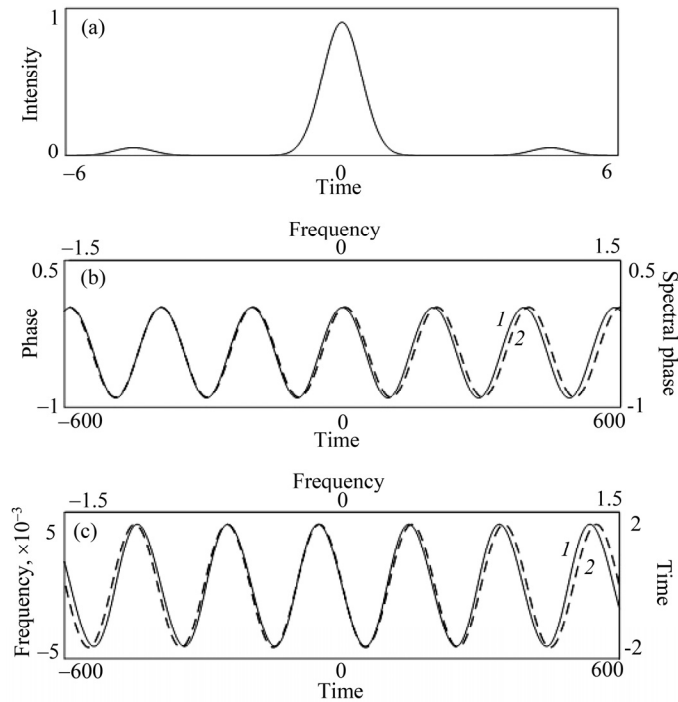 (a)
1
Intensity
0
−6 0 6
Time
Frequency
−1.5 0 1.5
(b)
0.5 0.5
Phase
Spectral phase
1
2
−1 -1
−600 0 600
Time
Frequency
−1.5 0 1.5
(c)
5 2
Frequency, ×10⁻³
Time
1
2
−5 -2
−600 0 600
Time